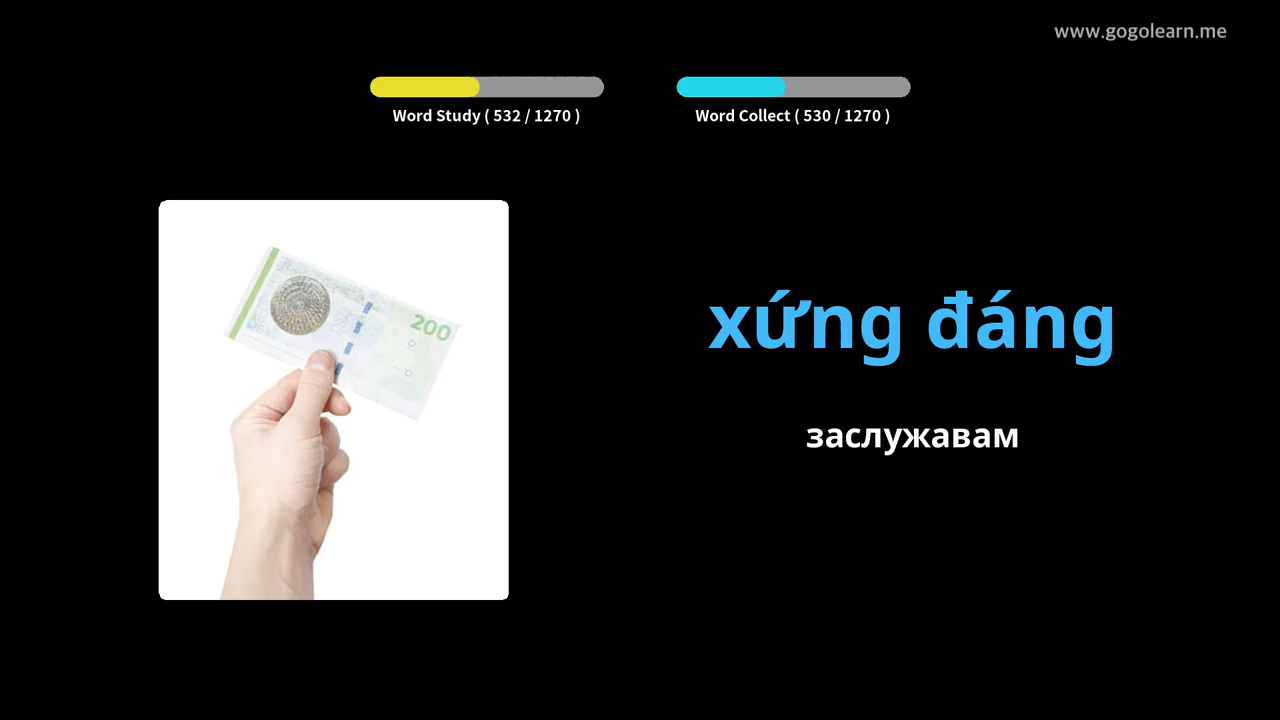 www.gogolearn.me
Word Study ( 532 / 1270 )
Word Collect ( 530 / 1270 )
200
xứng đáng
заслужавам